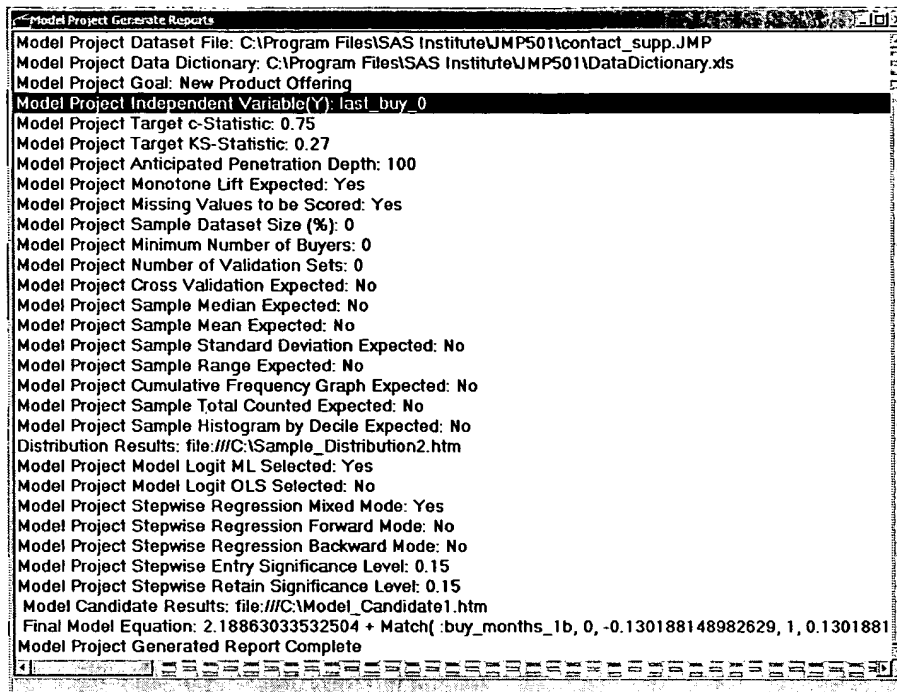 Model Project Generate Reports
Model Project Dataset File: C:\Program Files\SAS Institute\JMP501\contact_supp.JMP
Model Project Data Dictionary: C:\Program Files\SAS Institute\JMP501\DataDictionary.xls
Model Project Goal: New Product Offering
Model Project Independent Variable(Y): last_buy_0
Model Project Target c-Statistic: 0.75
Model Project Target KS-Statistic: 0.27
Model Project Anticipated Penetration Depth: 100
Model Project Monotone Lift Expected: Yes
Model Project Missing Values to be Scored: Yes
Model Project Sample Dataset Size (%): 0
Model Project Minimum Number of Buyers: 0
Model Project Number of Validation Sets: 0
Model Project Cross Validation Expected: No
Model Project Sample Median Expected: No
Model Project Sample Mean Expected: No
Model Project Sample Standard Deviation Expected: No
Model Project Sample Range Expected: No
Model Project Cumulative Frequency Graph Expected: No
Model Project Sample Total Counted Expected: No
Model Project Sample Histogram by Decile Expected: No
Distribution Results: file:///C:\Sample_Distribution2.htm
Model Project Model Logit ML Selected: Yes
Model Project Model Logit OLS Selected: No
Model Project Stepwise Regression Mixed Mode: Yes
Model Project Stepwise Regression Forward Mode: No
Model Project Stepwise Regression Backward Mode: No
Model Project Stepwise Entry Significance Level: 0.15
Model Project Stepwise Retain Significance Level: 0.15
Model Candidate Results: file:///C:\Model_Candidate1.htm
Final Model Equation: 2.18863033532504 + Match( :buy_months_1b, 0, -0.130188148982629, 1, 0.1301881
Model Project Generated Report Complete